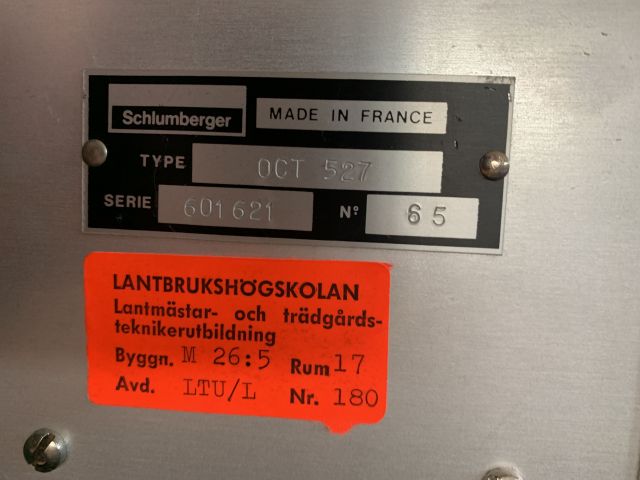 Schlumberger
MADE IN FRANCE
TYPE OCT 527
SERIE 601621 Nº 65
LANTBRUKSHÖGSKOLAN
Lantmästar- och trädgårds-
teknikerutbildning
Byggn. M 26:5 Rum 17
Avd. LTU/L Nr. 180